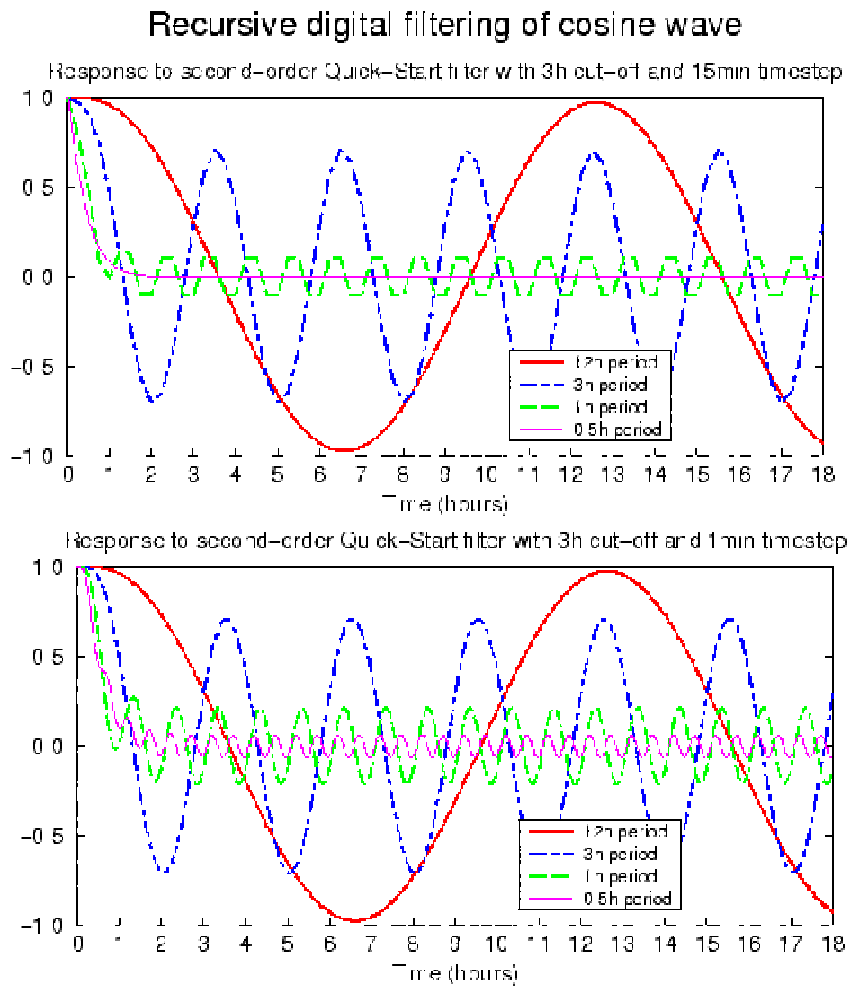 Recursive digital filtering of cosine wave
Response to second-order Quick-Start filter with 3h cut-off and 15min timestep
1 0
0 5
0 0
-0 5
-1 0
12h period
3h period
1h period
0.5h period
0 1 2 3 4 5 6 7 8 9 10 11 12 13 14 15 16 17 18
Time (hours)
Response to second-order Quick-Start filter with 3h cut-off and 1min timestep
1 0
0 5
0 0
-0 5
-1 0
12h period
3h period
1h period
0.5h period
0 1 2 3 4 5 6 7 8 9 10 11 12 13 14 15 16 17 18
Time (hours)